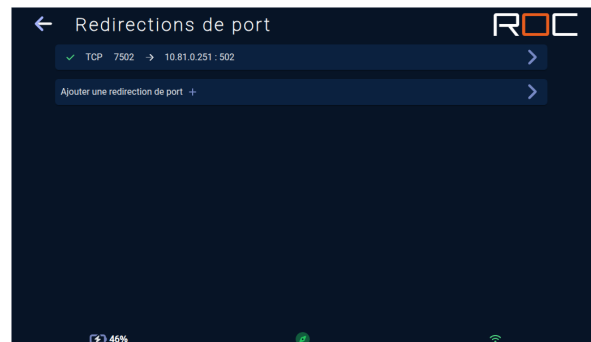 ← Redirections de port
ROC
✓ TCP 7502 → 10.81.0.251 : 502
Ajouter une redirection de port +
46%